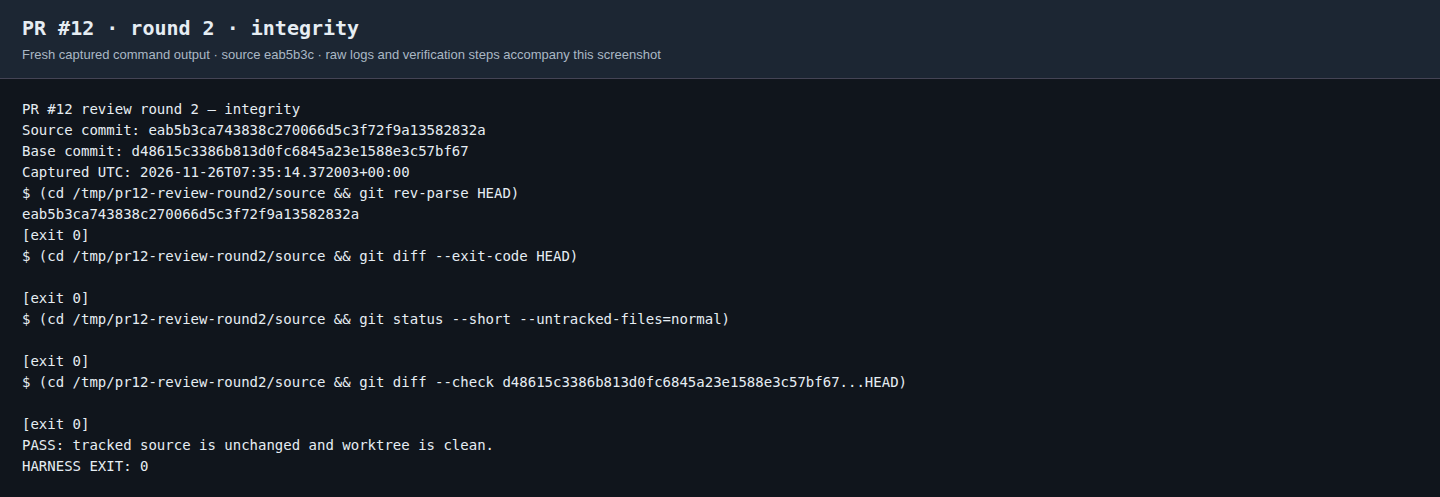 PR #12 · round 2 · integrity
Fresh captured command output · source eab5b3c · raw logs and verification steps accompany this screenshot
PR #12 review round 2 — integrity
Source commit: eab5b3ca743838c270066d5c3f72f9a13582832a
Base commit: d48615c3386b813d0fc6845a23e1588e3c57bf67
Captured UTC: 2026-11-26T07:35:14.372003+00:00
$ (cd /tmp/pr12-review-round2/source && git rev-parse HEAD)
eab5b3ca743838c270066d5c3f72f9a13582832a
[exit 0]
$ (cd /tmp/pr12-review-round2/source && git diff --exit-code HEAD)
[exit 0]
$ (cd /tmp/pr12-review-round2/source && git status --short --untracked-files=normal)
[exit 0]
$ (cd /tmp/pr12-review-round2/source && git diff --check d48615c3386b813d0fc6845a23e1588e3c57bf67...HEAD)
[exit 0]
PASS: tracked source is unchanged and worktree is clean.
HARNESS EXIT: 0